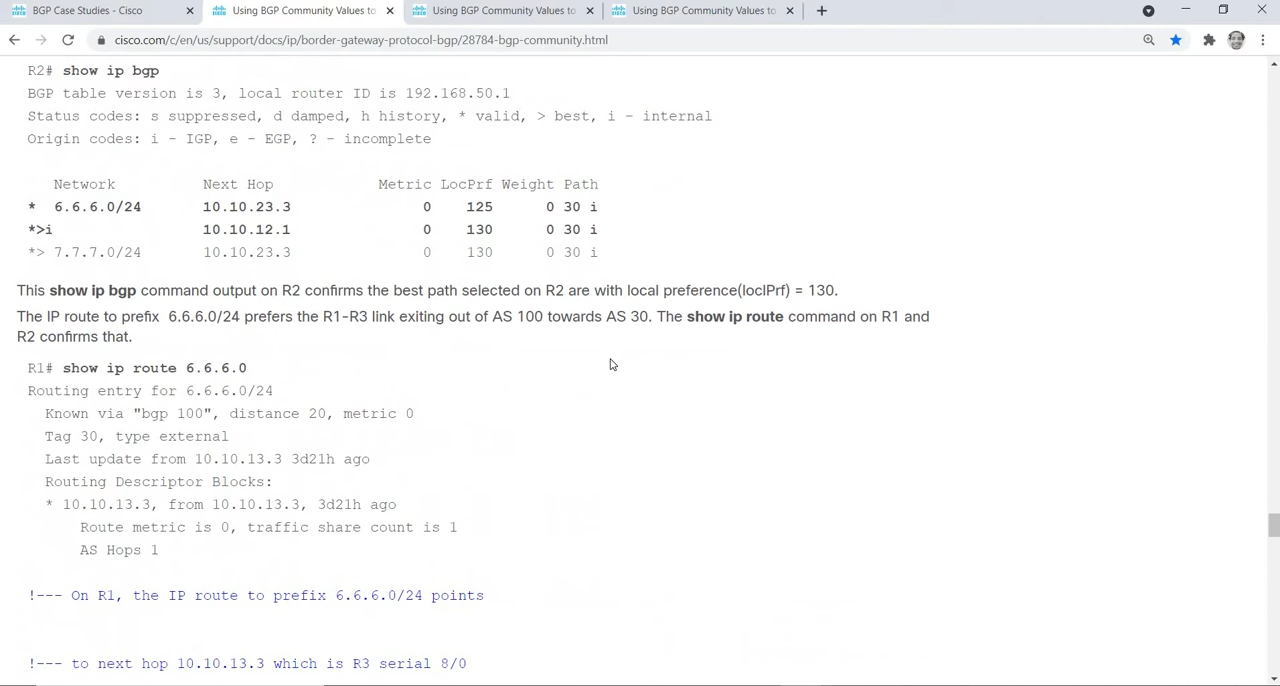 BGP Case Studies - Cisco
Using BGP Community Values to
Using BGP Community Values to
Using BGP Community Values to
cisco.com/c/en/us/support/docs/ip/border-gateway-protocol-bgp/28784-bgp-community.html
R2# show ip bgp
BGP table version is 3, local router ID is 192.168.50.1
Status codes: s suppressed, d damped, h history, * valid, > best, i - internal
Origin codes: i - IGP, e - EGP, ? - incomplete
Network Next Hop Metric LocPrf Weight Path
* 6.6.6.0/24 10.10.23.3 0 125 0 30 i
*>i 10.10.12.1 0 130 0 30 i
*> 7.7.7.0/24 10.10.23.3 0 130 0 30 i
This show ip bgp command output on R2 confirms the best path selected on R2 are with local preference(loclPrf) = 130.
The IP route to prefix 6.6.6.0/24 prefers the R1-R3 link exiting out of AS 100 towards AS 30. The show ip route command on R1 and
R2 confirms that.
R1# show ip route 6.6.6.0
Routing entry for 6.6.6.0/24
Known via "bgp 100", distance 20, metric 0
Tag 30, type external
Last update from 10.10.13.3 3d21h ago
Routing Descriptor Blocks:
* 10.10.13.3, from 10.10.13.3, 3d21h ago
Route metric is 0, traffic share count is 1
AS Hops 1
!--- On R1, the IP route to prefix 6.6.6.0/24 points
!--- to next hop 10.10.13.3 which is R3 serial 8/0